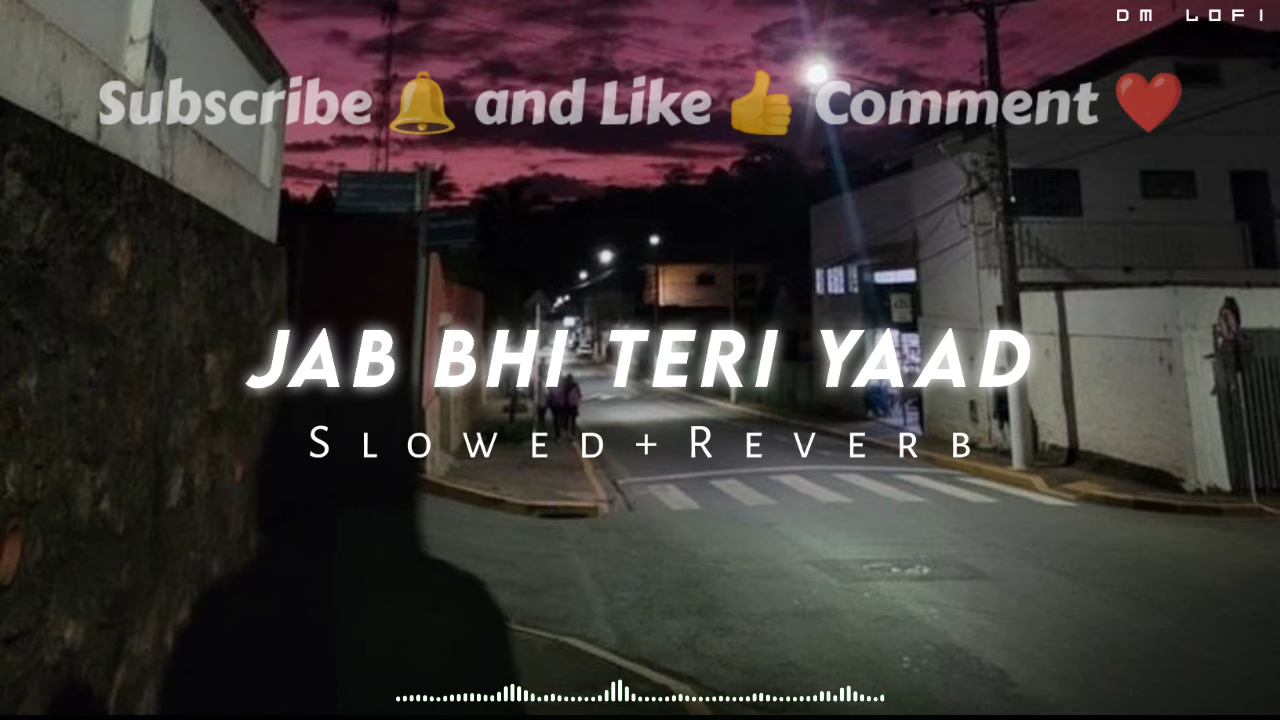 DM LOFI
Subscribe 🔔 and Like 👍 Comment ❤️
JAB BHI TERI YAAD
SLOWED+REVERB